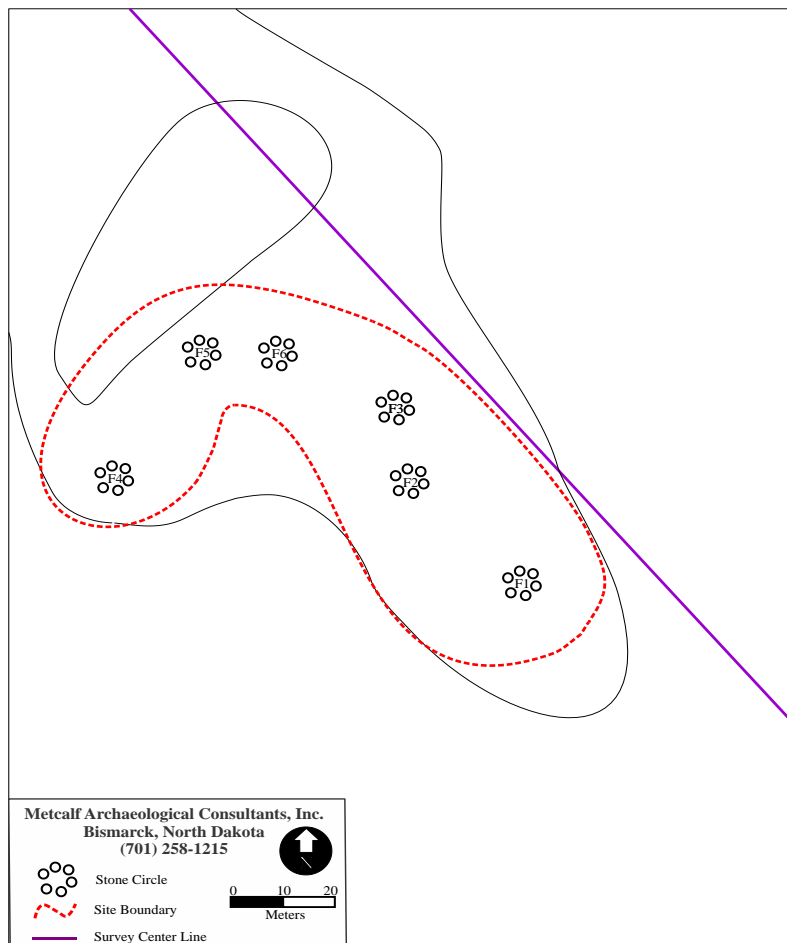 F5
F6
F3
F4
F2
F1
Metcalf Archaeological Consultants, Inc.
Bismarck, North Dakota
(701) 258-1215
Stone Circle
0 10 20
Site Boundary
Meters
Survey Center Line